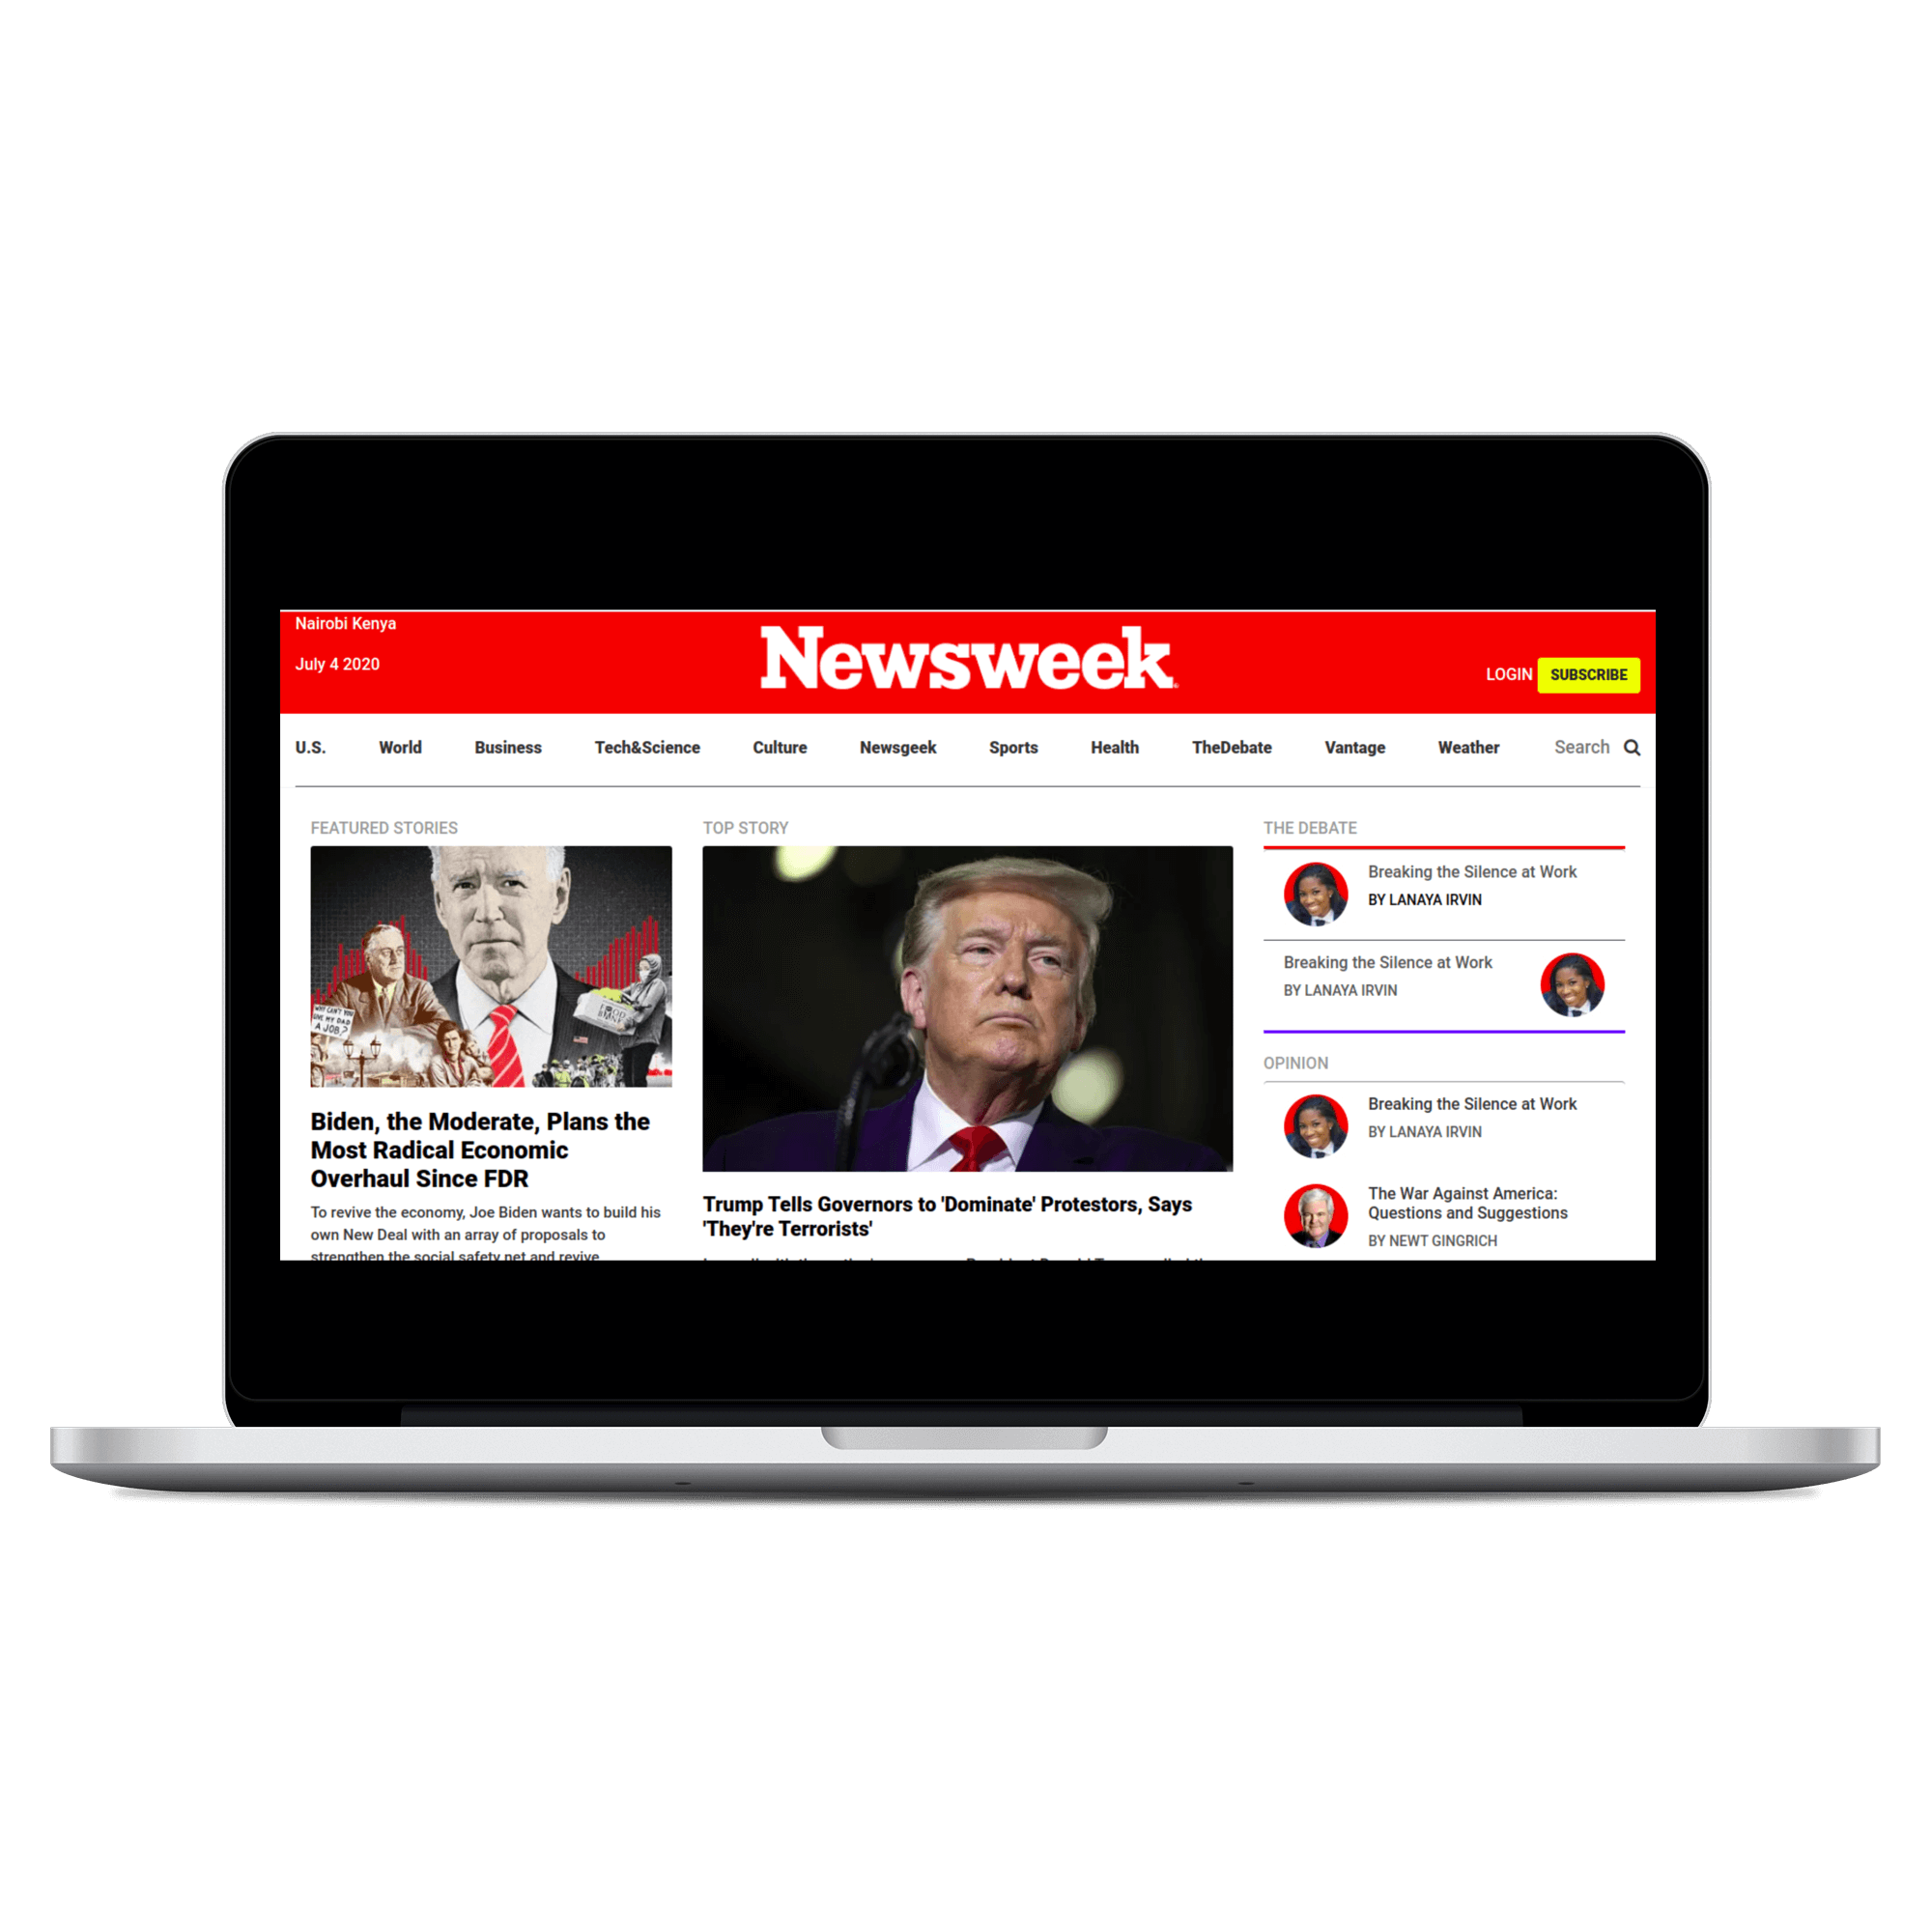 Nairobi Kenya
July 4 2020
Newsweek
LOGIN SUBSCRIBE
U.S. World Business Tech&Science Culture Newsgeek Sports Health TheDebate Vantage Weather Search
FEATURED STORIES
WHY CAN'T YOU
GIVE MY DAD
A JOB?
FOOD
BANK
Biden, the Moderate, Plans the
Most Radical Economic
Overhaul Since FDR
To revive the economy, Joe Biden wants to build his
own New Deal with an array of proposals to
strengthen the social safety net and revive
TOP STORY
Trump Tells Governors to 'Dominate' Protestors, Says
'They're Terrorists'
THE DEBATE
Breaking the Silence at Work
BY LANAYA IRVIN
Breaking the Silence at Work
BY LANAYA IRVIN
OPINION
Breaking the Silence at Work
BY LANAYA IRVIN
The War Against America:
Questions and Suggestions
BY NEWT GINGRICH